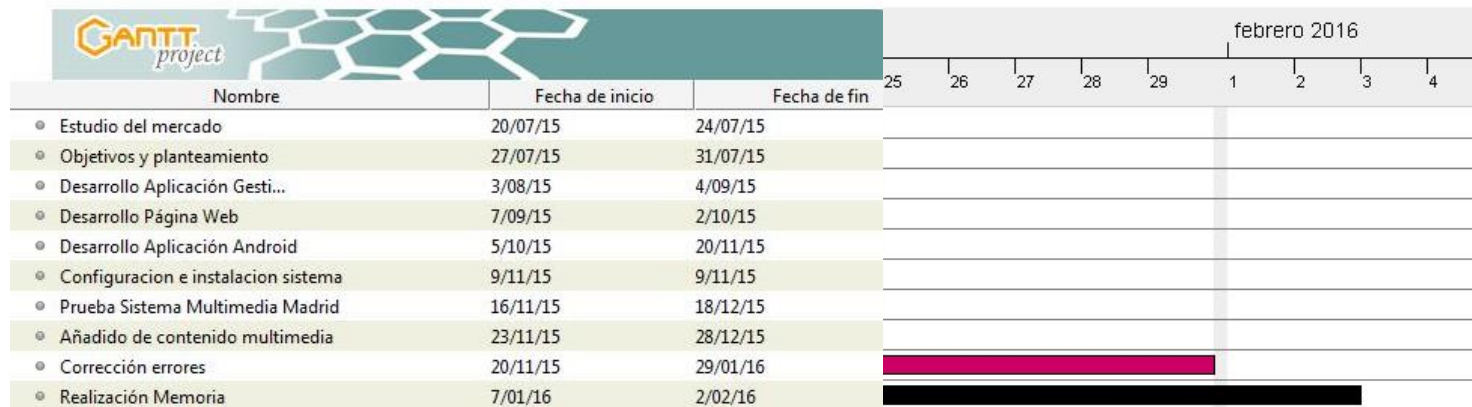 GANTT
project
febrero 2016
25 26 27 28 29 1 2 3 4
Nombre Fecha de inicio Fecha de fin
Estudio del mercado 20/07/15 24/07/15
Objetivos y planteamiento 27/07/15 31/07/15
Desarrollo Aplicación Gesti... 3/08/15 4/09/15
Desarrollo Página Web 7/09/15 2/10/15
Desarrollo Aplicación Android 5/10/15 20/11/15
Configuracion e instalacion sistema 9/11/15 9/11/15
Prueba Sistema Multimedia Madrid 16/11/15 18/12/15
Añadido de contenido multimedia 23/11/15 28/12/15
Corrección errores 20/11/15 29/01/16
Realización Memoria 7/01/16 2/02/16